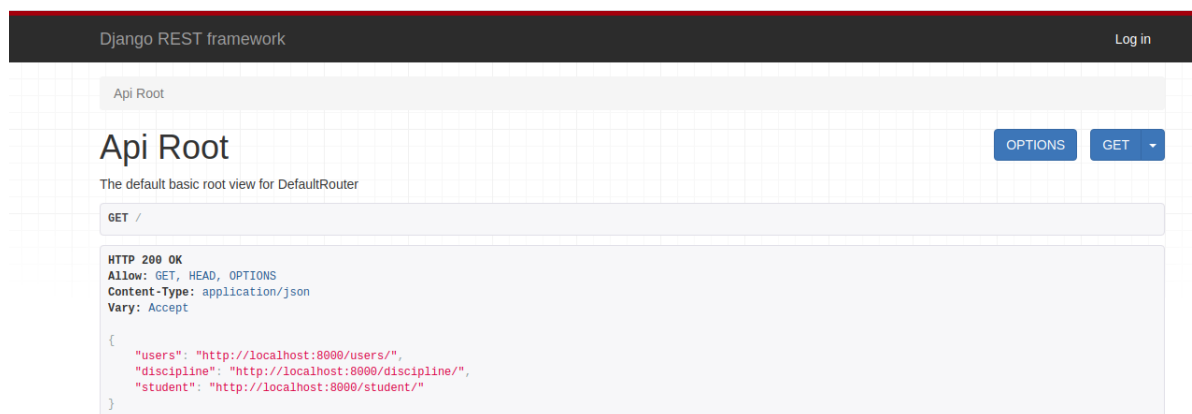 Django REST framework
Log in
Api Root
Api Root
OPTIONS
GET
The default basic root view for DefaultRouter
GET /
HTTP 200 OK
Allow: GET, HEAD, OPTIONS
Content-Type: application/json
Vary: Accept
{
"users": "http://localhost:8000/users/",
"discipline": "http://localhost:8000/discipline/",
"student": "http://localhost:8000/student/"
}